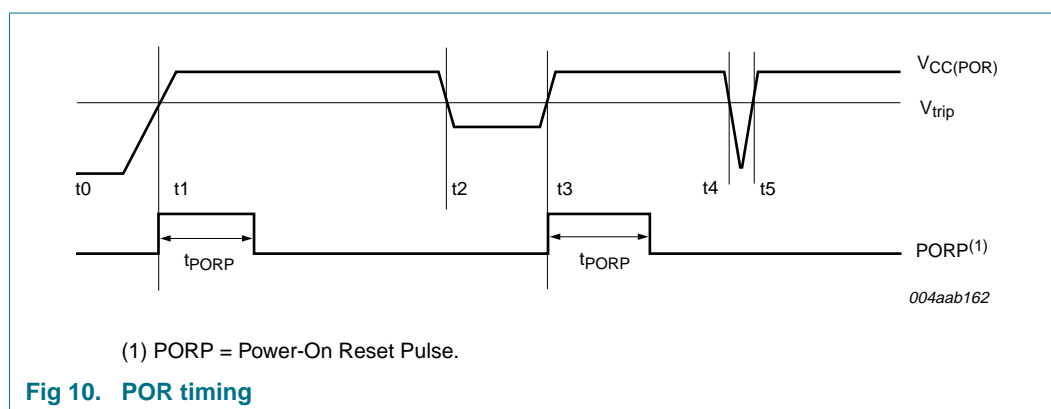 VCC(POR)
Vtrip
t0 t1 t2 t3 t4 t5
PORP(1)
tPORP tPORP
004aab162
(1) PORP = Power-On Reset Pulse.
Fig 10. POR timing